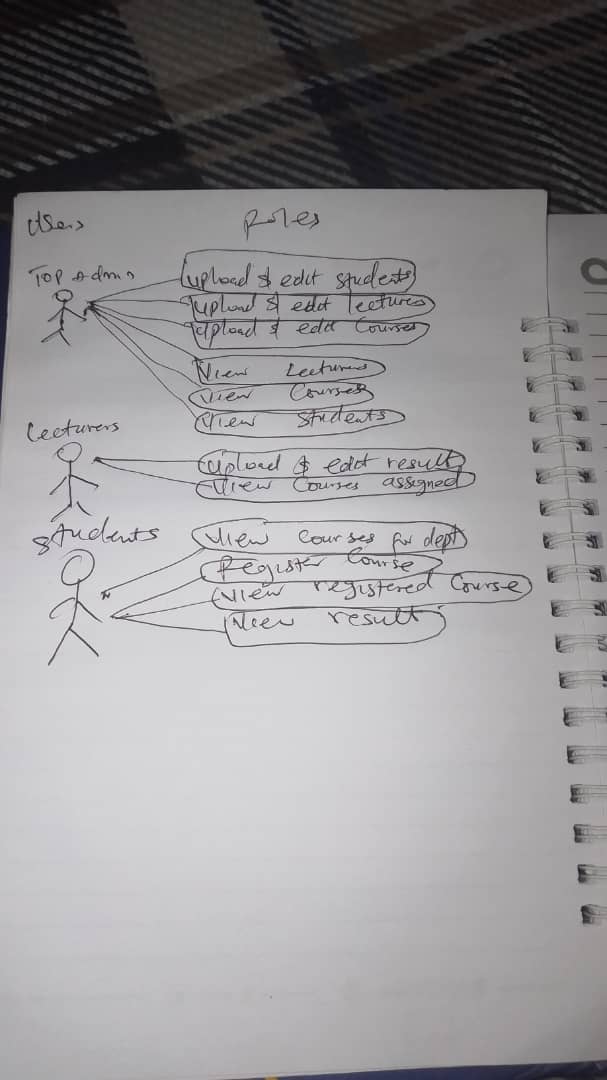 Users Roles
Top Admin
upload & edit students
upload & edit lectures
upload & edit courses
View Lectures
View Courses
View Students
Lecturers
upload & edit result
View Courses assigned
students
View courses for dept
Register Course
View registered Course
View result